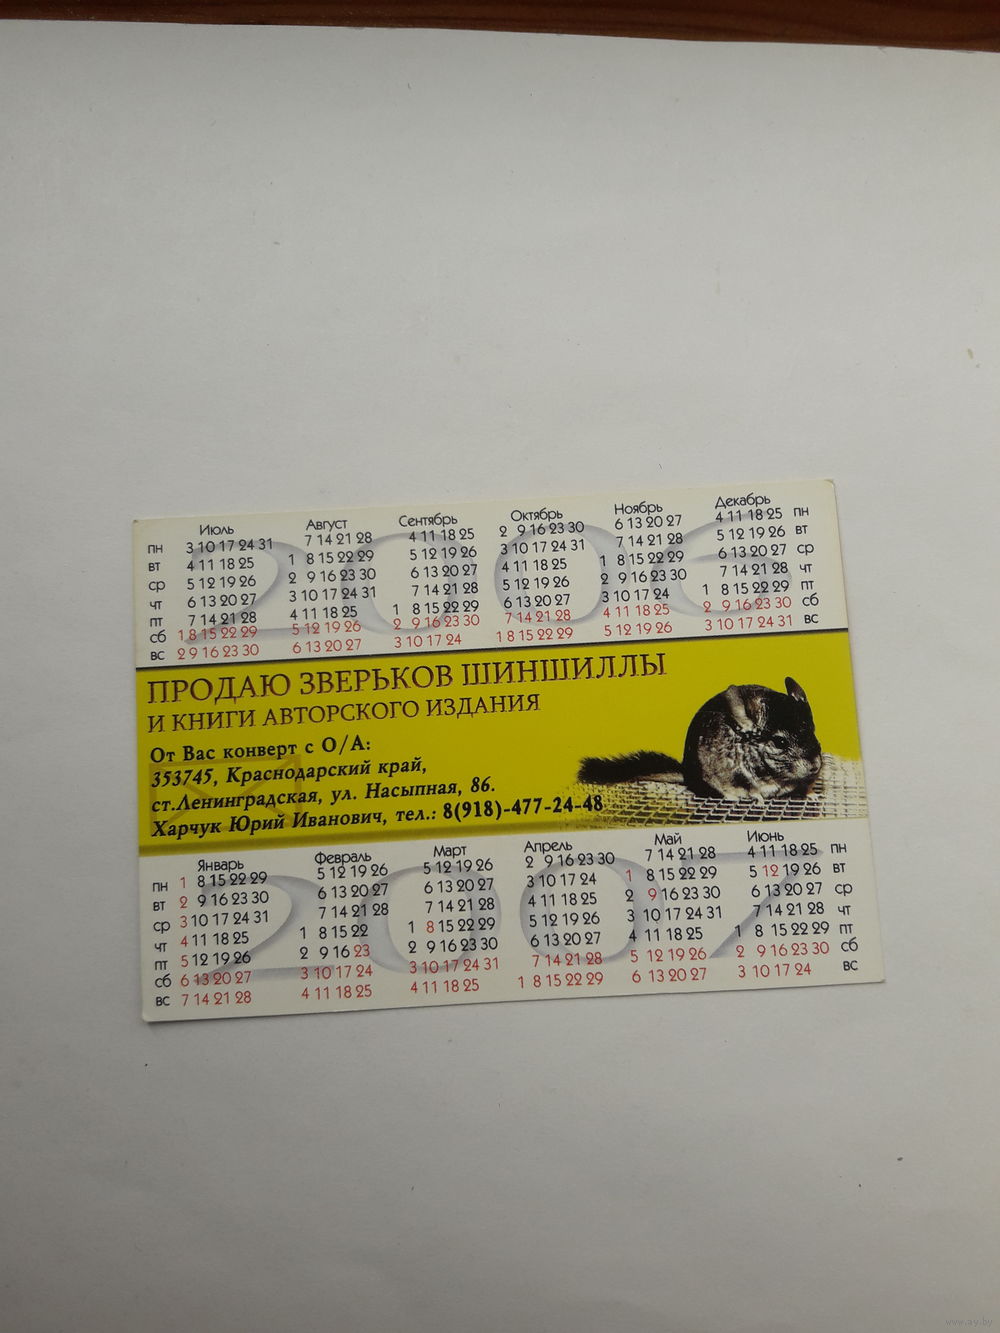 Июль Август Сентябрь Октябрь Ноябрь Декабрь
пн 3 10 17 24 31 7 14 21 28 4 11 18 25 2 9 16 23 30 6 13 20 27 4 11 18 25 пн
вт 4 11 18 25 1 8 15 22 29 5 12 19 26 3 10 17 24 31 7 14 21 28 5 12 19 26 вт
ср 5 12 19 26 2 9 16 23 30 6 13 20 27 4 11 18 25 1 8 15 22 29 6 13 20 27 ср
чт 6 13 20 27 3 10 17 24 31 7 14 21 28 5 12 19 26 2 9 16 23 30 7 14 21 28 чт
пт 7 14 21 28 4 11 18 25 1 8 15 22 29 6 13 20 27 3 10 17 24 1 8 15 22 29 пт
сб 1 8 15 22 29 5 12 19 26 2 9 16 23 30 7 14 21 28 4 11 18 25 2 9 16 23 30 сб
вс 2 9 16 23 30 6 13 20 27 3 10 17 24 1 8 15 22 29 5 12 19 26 3 10 17 24 31 вс
2006
ПРОДАЮ ЗВЕРЬКОВ ШИНШИЛЛЫ
И КНИГИ АВТОРСКОГО ИЗДАНИЯ
От Вас конверт с О/А:
353745, Краснодарский край,
ст.Ленинградская, ул. Насыпная, 86.
Харчук Юрий Иванович, тел.: 8(918)-477-24-48
Январь Февраль Март Апрель Май Июнь
пн 1 8 15 22 29 5 12 19 26 5 12 19 26 2 9 16 23 30 7 14 21 28 4 11 18 25 пн
вт 2 9 16 23 30 6 13 20 27 6 13 20 27 3 10 17 24 1 8 15 22 29 5 12 19 26 вт
ср 3 10 17 24 31 7 14 21 28 7 14 21 28 4 11 18 25 2 9 16 23 30 6 13 20 27 ср
чт 4 11 18 25 1 8 15 22 1 8 15 22 29 5 12 19 26 3 10 17 24 31 7 14 21 28 чт
пт 5 12 19 26 2 9 16 23 2 9 16 23 30 6 13 20 27 4 11 18 25 1 8 15 22 29 пт
сб 6 13 20 27 3 10 17 24 3 10 17 24 31 7 14 21 28 5 12 19 26 2 9 16 23 30 сб
вс 7 14 21 28 4 11 18 25 4 11 18 25 1 8 15 22 29 6 13 20 27 3 10 17 24 вс
2007
www.ay.by